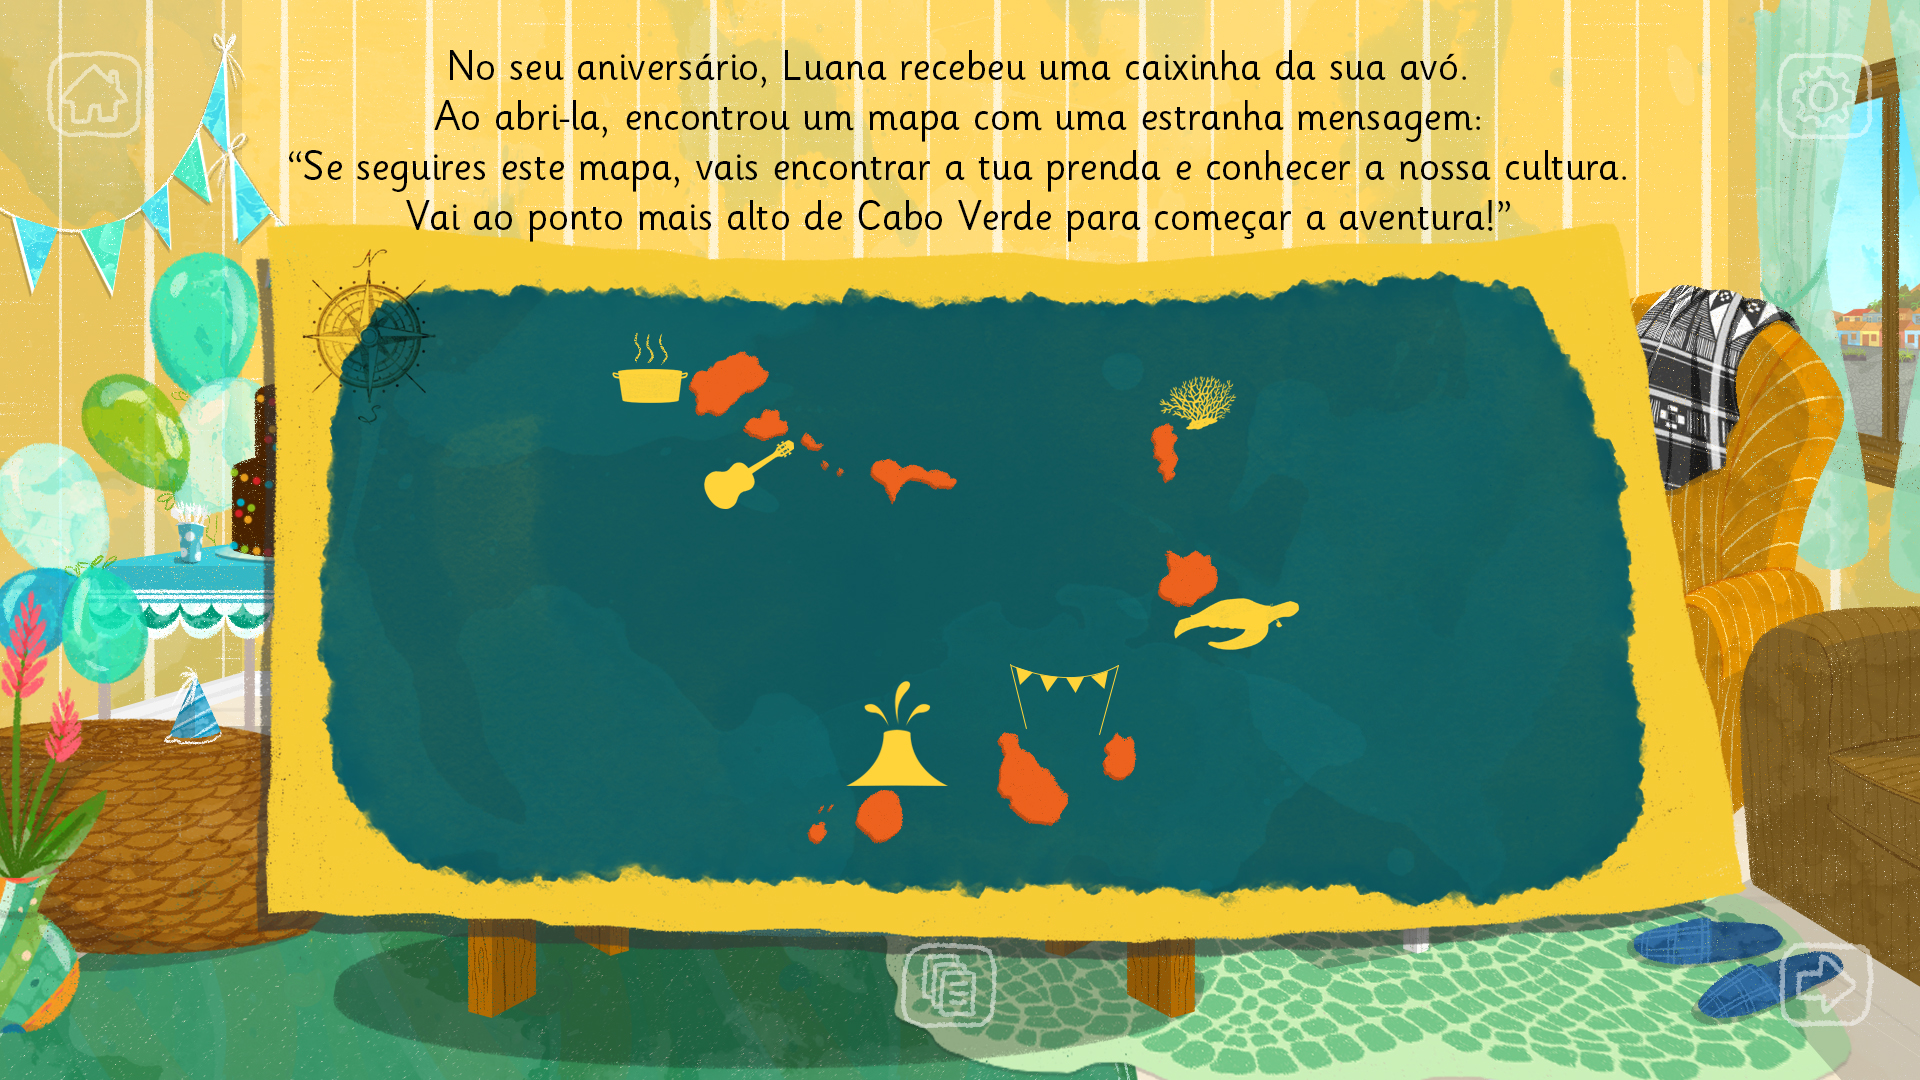 No seu aniversário, Luana recebeu uma caixinha da sua avó.
Ao abri-la, encontrou um mapa com uma estranha mensagem:
“Se seguires este mapa, vais encontrar a tua prenda e conhecer a nossa cultura.
Vai ao ponto mais alto de Cabo Verde para começar a aventura!”
N
S